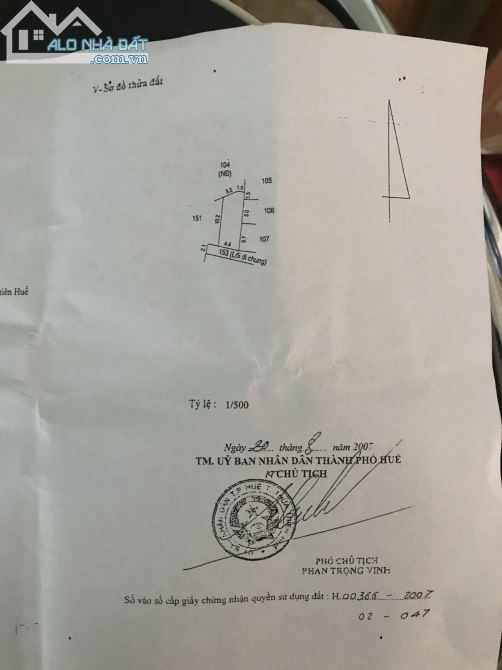 ALO NHÀ ĐẤT
.com.vn
V- Sơ đồ thửa đất
104
(NĐ)
105
3.3
1.6
1.5
151
10.2
5.0
106
107
5.7
4.4
2.1
153 (Lối đi chung)
hiên Huế
Tỷ lệ : 1/500
Ngày 20 tháng 8 năm 2007
TM. UỶ BAN NHÂN DÂN THÀNH PHỐ HUẾ
KT CHỦ TỊCH
PHÓ CHỦ TỊCH
PHAN TRỌNG VINH
Số vào sổ cấp giấy chứng nhận quyền sử dụng đất : H.00366 - 2007
02 - 047